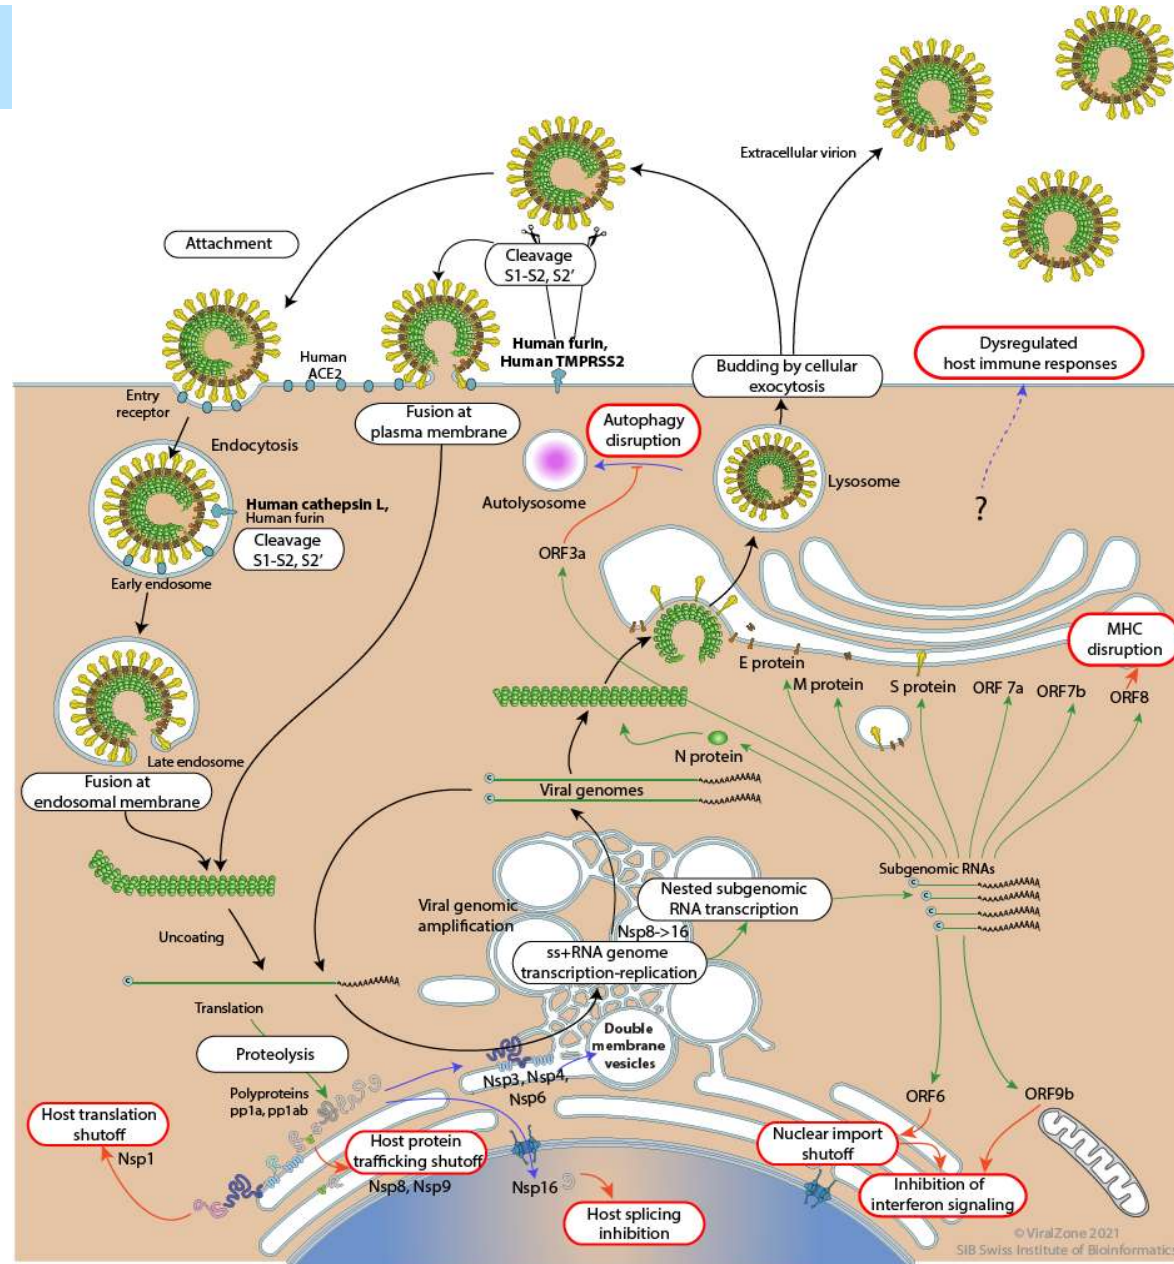 Extracellular virion
Attachment
Cleavage
S1-S2, S2’
Human
ACE2
Human furin,
Human TMPRSS2
Dysregulated
host immune responses
Budding by cellular
exocytosis
Entry
receptor
Fusion at
plasma membrane
Autophagy
disruption
Endocytosis
Lysosome
Autolysosome
Human cathepsin L,
Human furin
Cleavage
S1-S2, S2’
?
ORF3a
Early endosome
MHC
disruption
E protein
M protein
S protein
ORF 7a
ORF7b
ORF8
N protein
Late endosome
Fusion at
endosomal membrane
C
Viral genomes
C
Subgenomic RNAs
C
C
C
C
Nested subgenomic
RNA transcription
Viral genomic
amplification
Nsp8->16
ss+RNA genome
transcription-replication
Uncoating
C
Translation
Double
membrane
vesicles
Proteolysis
Nsp3, Nsp4,
Nsp6
Polyproteins
pp1a, pp1ab
ORF6
ORF9b
Host translation
shutoff
Nsp1
Host protein
trafficking shutoff
Nsp8, Nsp9
Nuclear import
shutoff
Nsp16
Inhibition of
interferon signaling
Host splicing
inhibition
© ViralZone 2021
SIB Swiss Institute of Bioinformatics